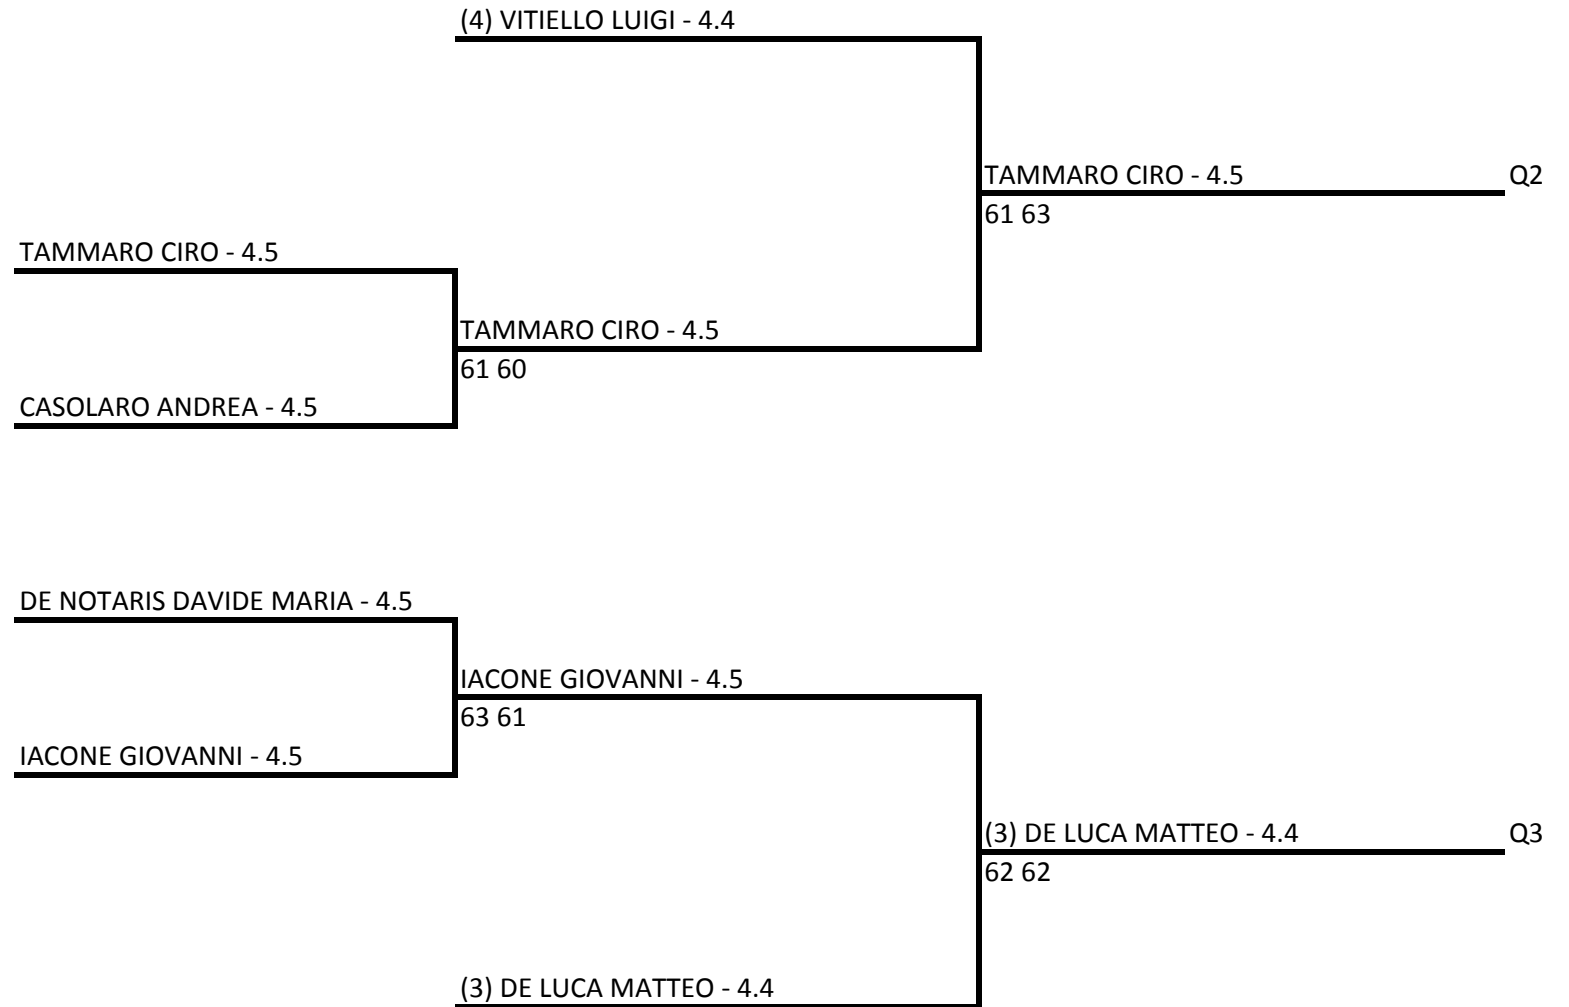 (4) VITIELLO LUIGI - 4.4
TAMMARO CIRO - 4.5 Q2
61 63
TAMMARO CIRO - 4.5
TAMMARO CIRO - 4.5
61 60
CASOLARO ANDREA - 4.5
DE NOTARIS DAVIDE MARIA - 4.5
IACONE GIOVANNI - 4.5
63 61
IACONE GIOVANNI - 4.5
(3) DE LUCA MATTEO - 4.4 Q3
62 62
(3) DE LUCA MATTEO - 4.4